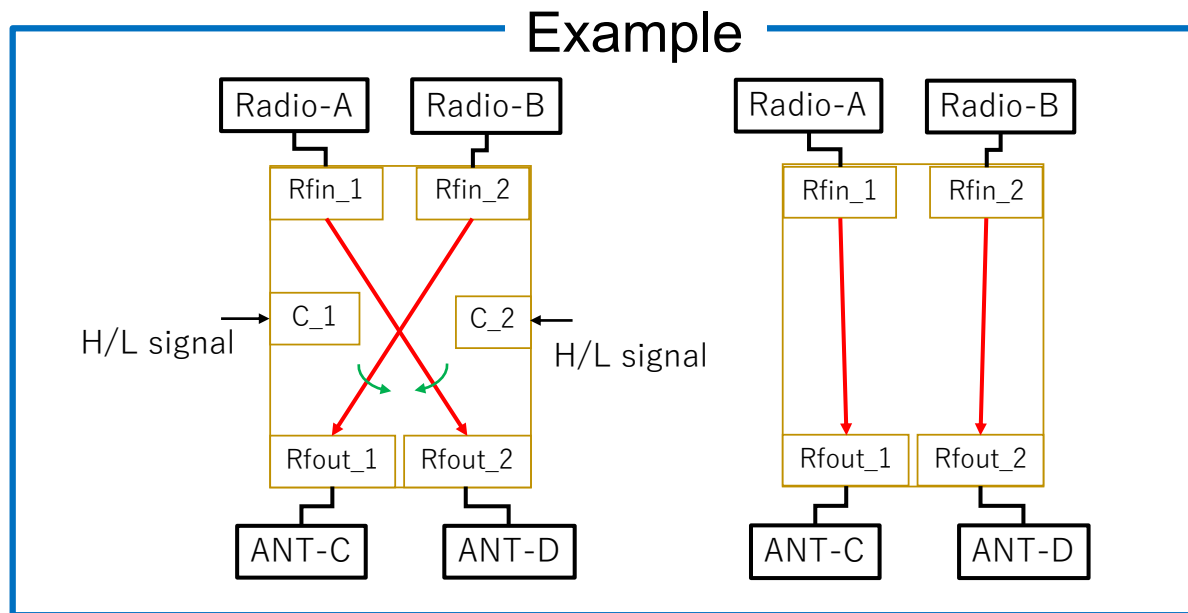 Example
Radio-A
Radio-B
Rfin_1
Rfin_2
C_1
C_2
H/L signal
H/L signal
Rfout_1
Rfout_2
ANT-C
ANT-D
Radio-A
Radio-B
Rfin_1
Rfin_2
Rfout_1
Rfout_2
ANT-C
ANT-D